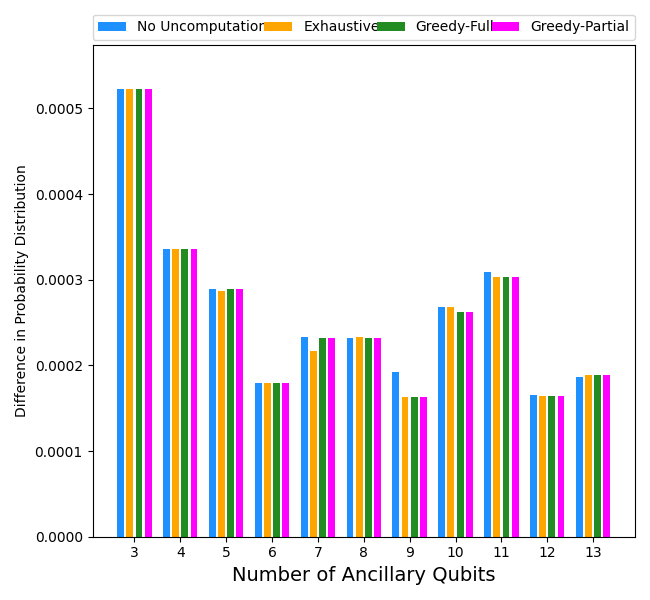 No Uncomputation Exhaustive Greedy-Full Greedy-Partial
0.0005
0.0004
0.0003
0.0002
0.0001
0.0000
Difference in Probability Distribution
3 4 5 6 7 8 9 10 11 12 13
Number of Ancillary Qubits